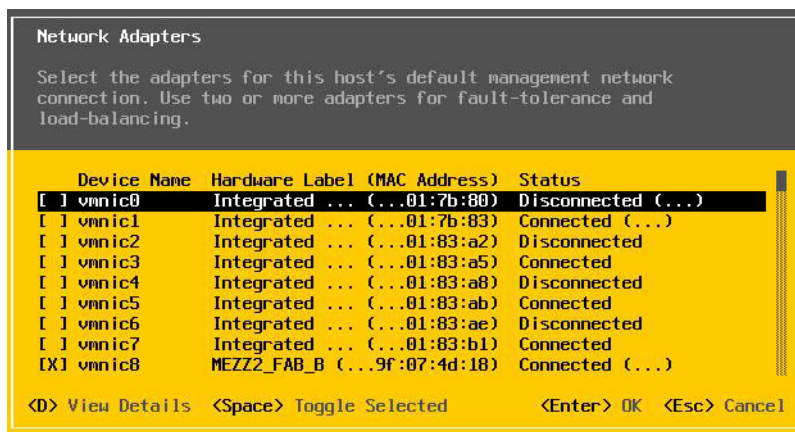 Network Adapters
Select the adapters for this host's default management network
connection. Use two or more adapters for fault-tolerance and
load-balancing.
Device Name Hardware Label (MAC Address) Status
[ ] vmnic0 Integrated ... (...01:7b:80) Disconnected (...)
[ ] vmnic1 Integrated ... (...01:7b:83) Connected (...)
[ ] vmnic2 Integrated ... (...01:83:a2) Disconnected
[ ] vmnic3 Integrated ... (...01:83:a5) Connected
[ ] vmnic4 Integrated ... (...01:83:a8) Disconnected
[ ] vmnic5 Integrated ... (...01:83:ab) Connected
[ ] vmnic6 Integrated ... (...01:83:ae) Disconnected
[ ] vmnic7 Integrated ... (...01:83:b1) Connected
[X] vmnic8 MEZZ2_FAB_B (...9f:07:4d:18) Connected (...)
<D> View Details <Space> Toggle Selected <Enter> OK <Esc> Cancel